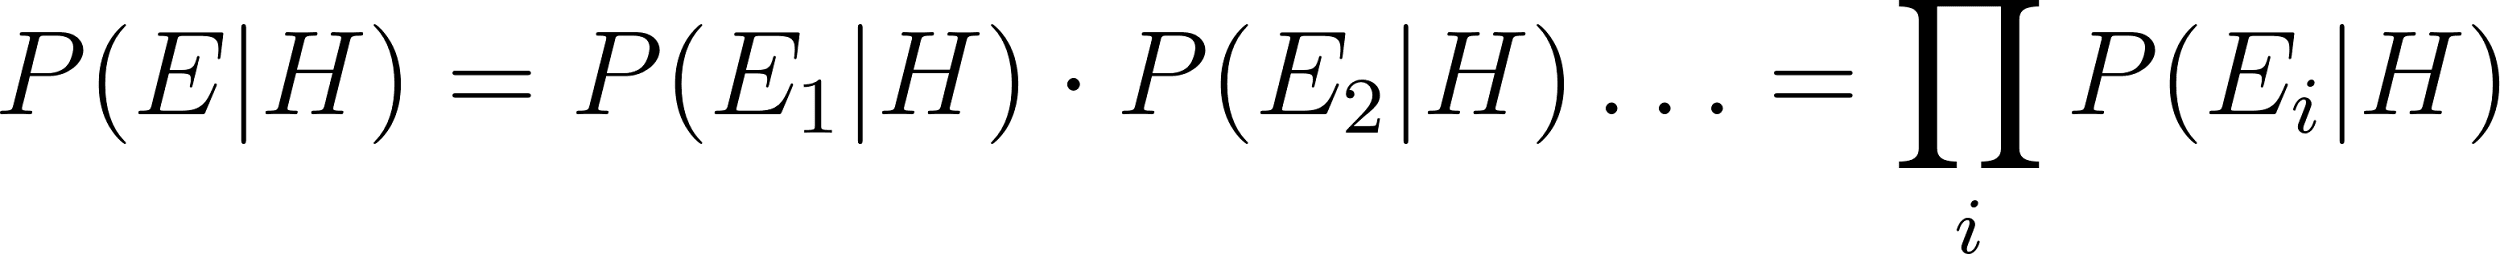 P(E|H) = P(E₁|H) · P(E₂|H) . . . = ∏ᵢ P(Eᵢ|H)